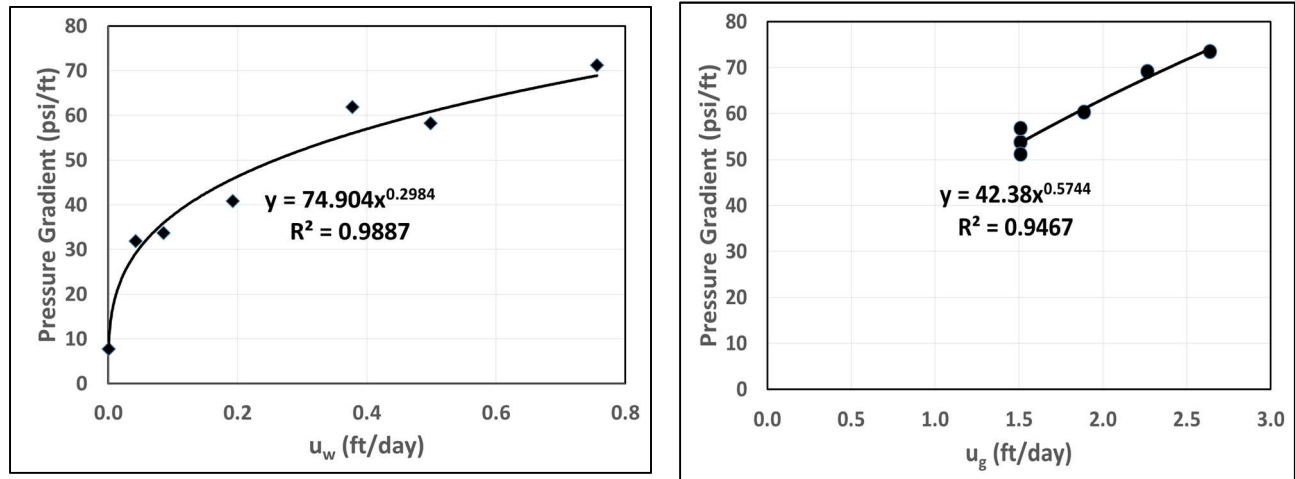 80
70
60
50
40
30
20
10
0
Pressure Gradient (psi/ft)
y = 74.904x^0.2984
R² = 0.9887
0.0 0.2 0.4 0.6 0.8
u_w (ft/day)
80
70
60
50
40
30
20
10
0
Pressure Gradient (psi/ft)
y = 42.38x^0.5744
R² = 0.9467
0.0 0.5 1.0 1.5 2.0 2.5 3.0
u_g (ft/day)